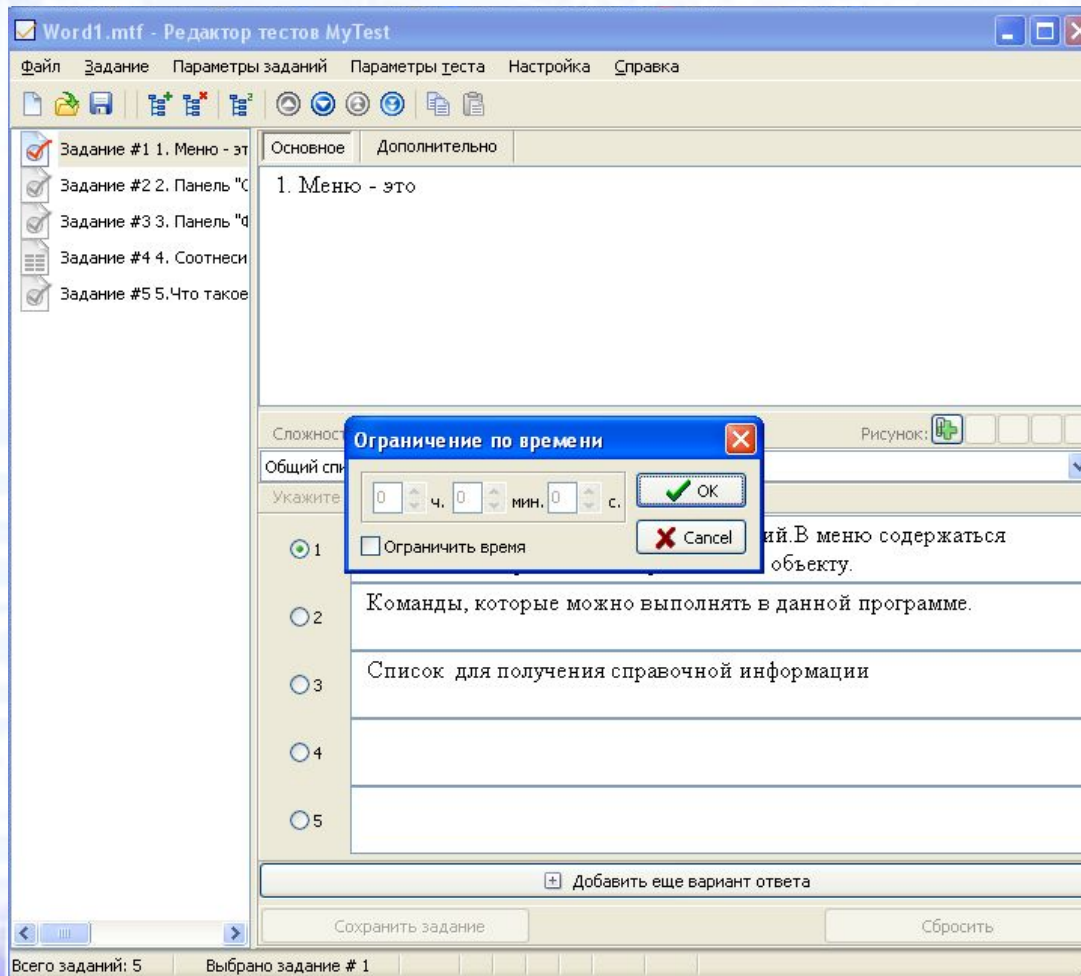 Word1.mtf - Редактор тестов MyTest
Файл Задание Параметры заданий Параметры теста Настройка Справка
Задание #1 1. Меню - эт
Задание #2 2. Панель "С
Задание #3 3. Панель "Ф
Задание #4 4. Соотнеси
Задание #5 5.Что такое
Основное Дополнительно
1. Меню - это
Сложност
Рисунок:
Общий спи
Укажите
Ограничение по времени
0 ч. 0 мин. 0 с.
OK
Ограничить время
Cancel
1 ий.В меню содержаться
объекту.
2 Команды, которые можно выполнять в данной программе.
3 Список для получения справочной информации
4
5
Добавить еще вариант ответа
Сохранить задание Сбросить
Всего заданий: 5 Выбрано задание # 1